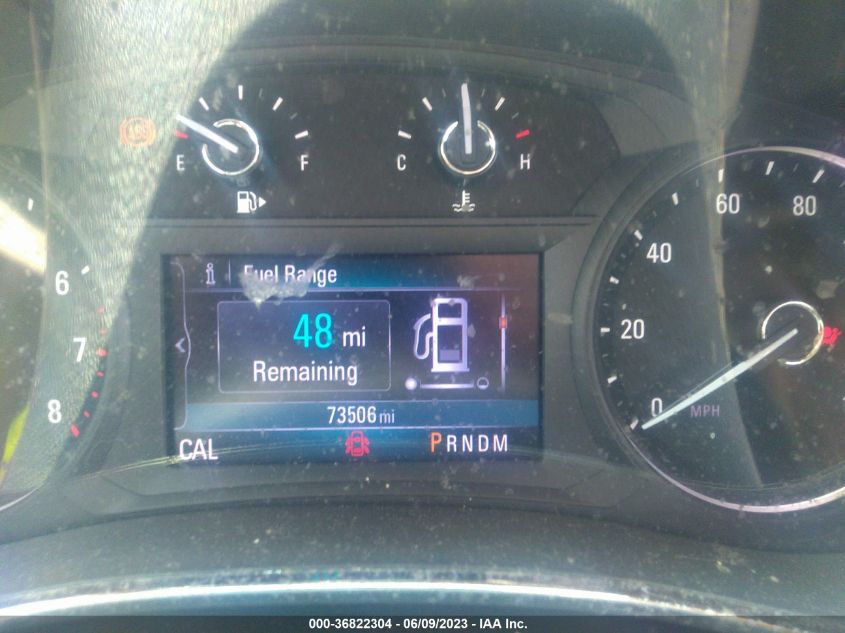 ABS
E F
C H
6
7
8
Fuel Range
48 mi
Remaining
73506 mi
CAL
PRNDM
0
20
40
60
80
MPH
000-36822304 / 06/09/2023 - IAA Inc.